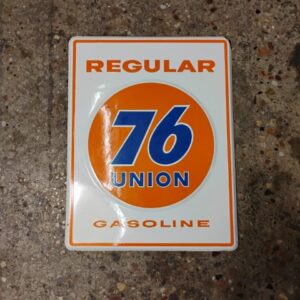 REGULAR
76
UNION
GASOLINE